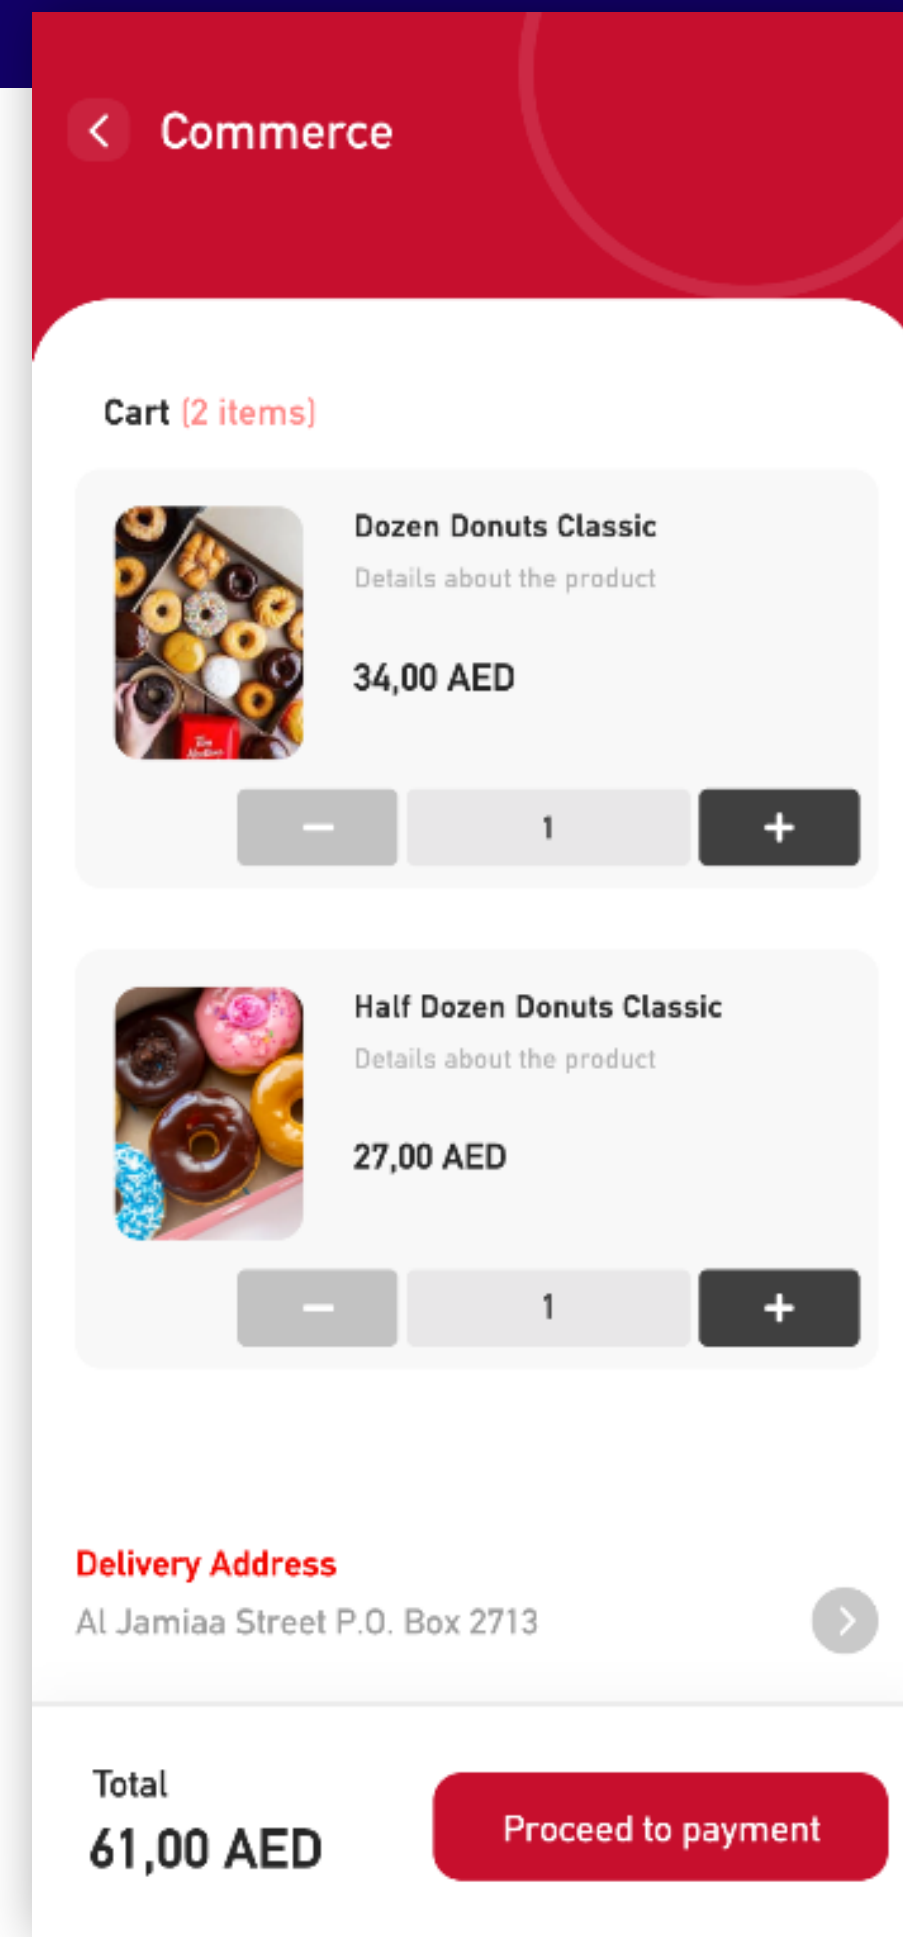 Commerce
Cart (2 items)
Dozen Donuts Classic
Details about the product
34,00 AED
Tim
Hortons
− 1 +
Half Dozen Donuts Classic
Details about the product
27,00 AED
− 1 +
Delivery Address
Al Jamiaa Street P.O. Box 2713
Total
61,00 AED
Proceed to payment